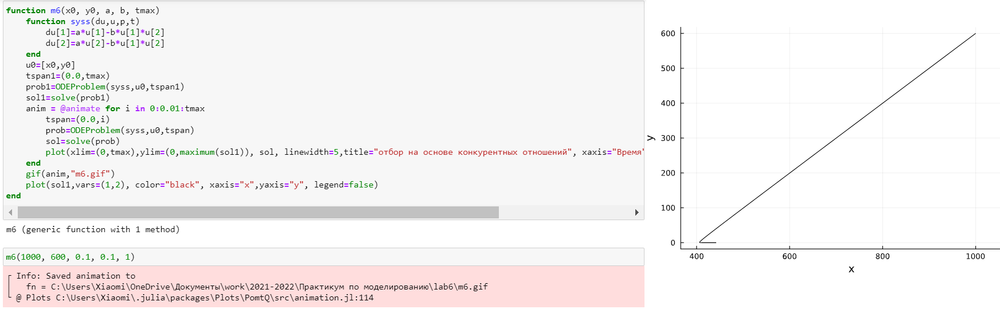 function m6(x0, y0, a, b, tmax)
    function syss(du,u,p,t)
        du[1]=a*u[1]-b*u[1]*u[2]
        du[2]=a*u[2]-b*u[1]*u[2]
    end
    u0=[x0,y0]
    tspan1=(0.0,tmax)
    prob1=ODEProblem(syss,u0,tspan1)
    sol1=solve(prob1)
    anim = @animate for i in 0:0.01:tmax
        tspan=(0.0,i)
        prob=ODEProblem(syss,u0,tspan)
        sol=solve(prob)
        plot(xlim=(0,tmax),ylim=(0,maximum(sol1)), sol, linewidth=5,title="отбор на основе конкурентных отношений", xaxis="Время"
    end
    gif(anim,"m6.gif")
    plot(sol1,vars=(1,2), color="black", xaxis="x",yaxis="y", legend=false)
end
m6 (generic function with 1 method)
m6(1000, 600, 0.1, 0.1, 1)
┌ Info: Saved animation to
│   fn = C:\Users\Xiaomi\OneDrive\Документы\work\2021-2022\Практикум по моделированию\lab6\m6.gif
└ @ Plots C:\Users\Xiaomi\.julia\packages\Plots\PomtQ\src\animation.jl:114
600
500
400
300
200
100
0
y
400 600 800 1000
x